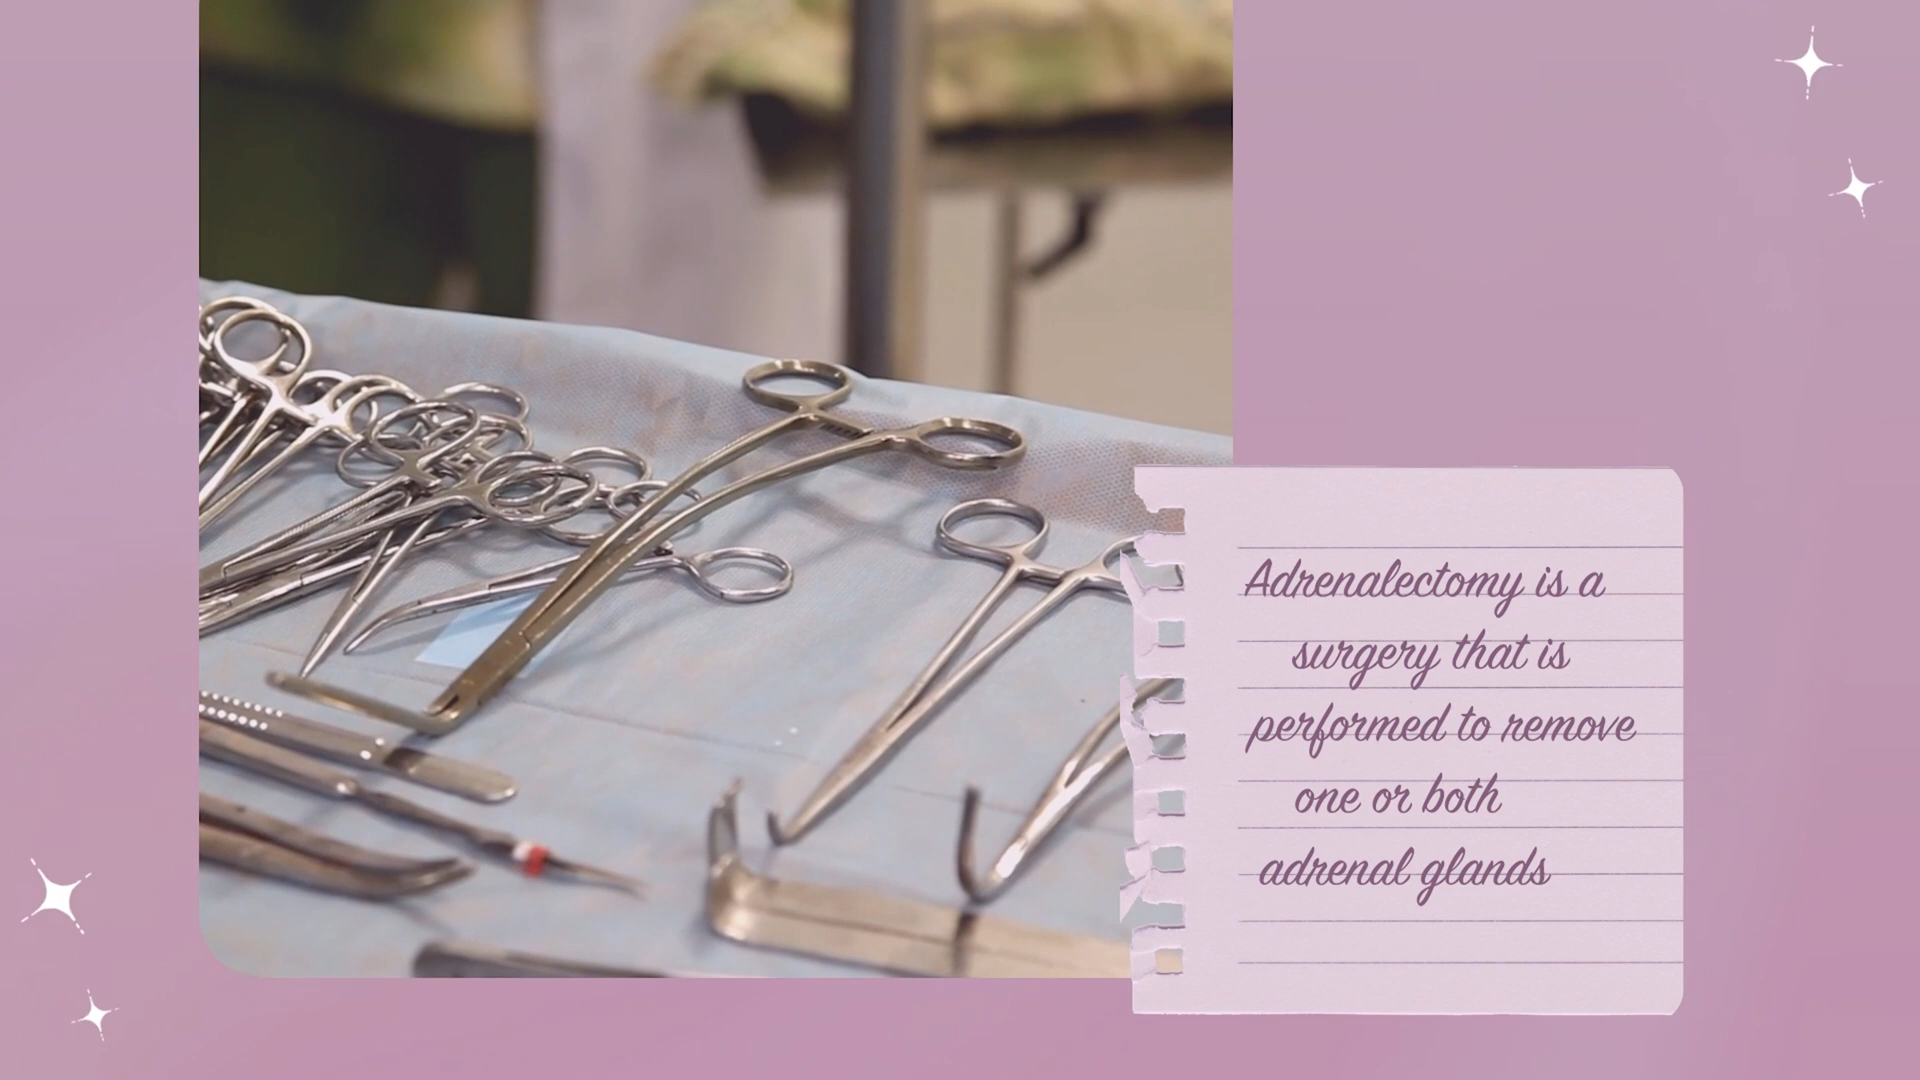 Adrenalectomy is a
surgery that is
performed to remove
one or both
adrenal glands